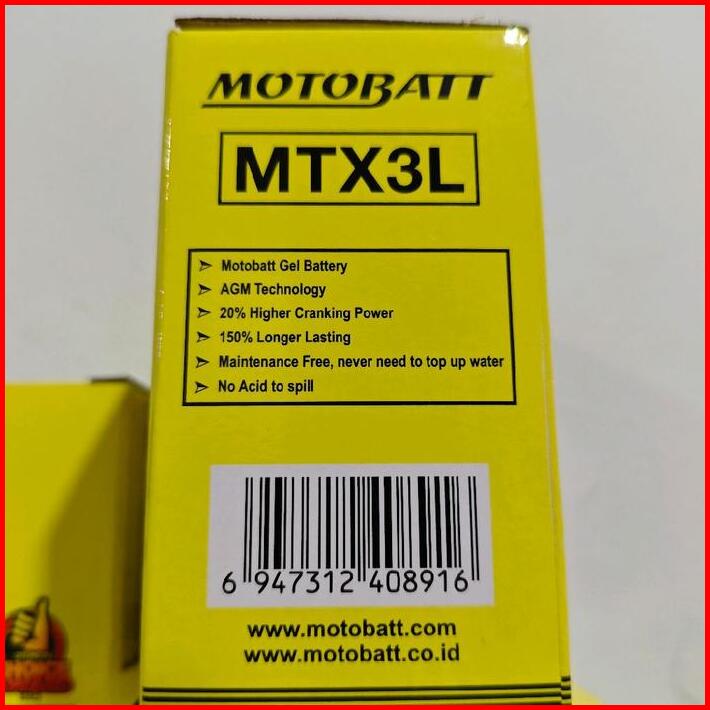 MOTOBATT
MTX3L
➢ Motobatt Gel Battery
➢ AGM Technology
➢ 20% Higher Cranking Power
➢ 150% Longer Lasting
➢ Maintenance Free, never need to top up water
➢ No Acid to spill
6 947312 408916
www.motobatt.com
www.motobatt.co.id